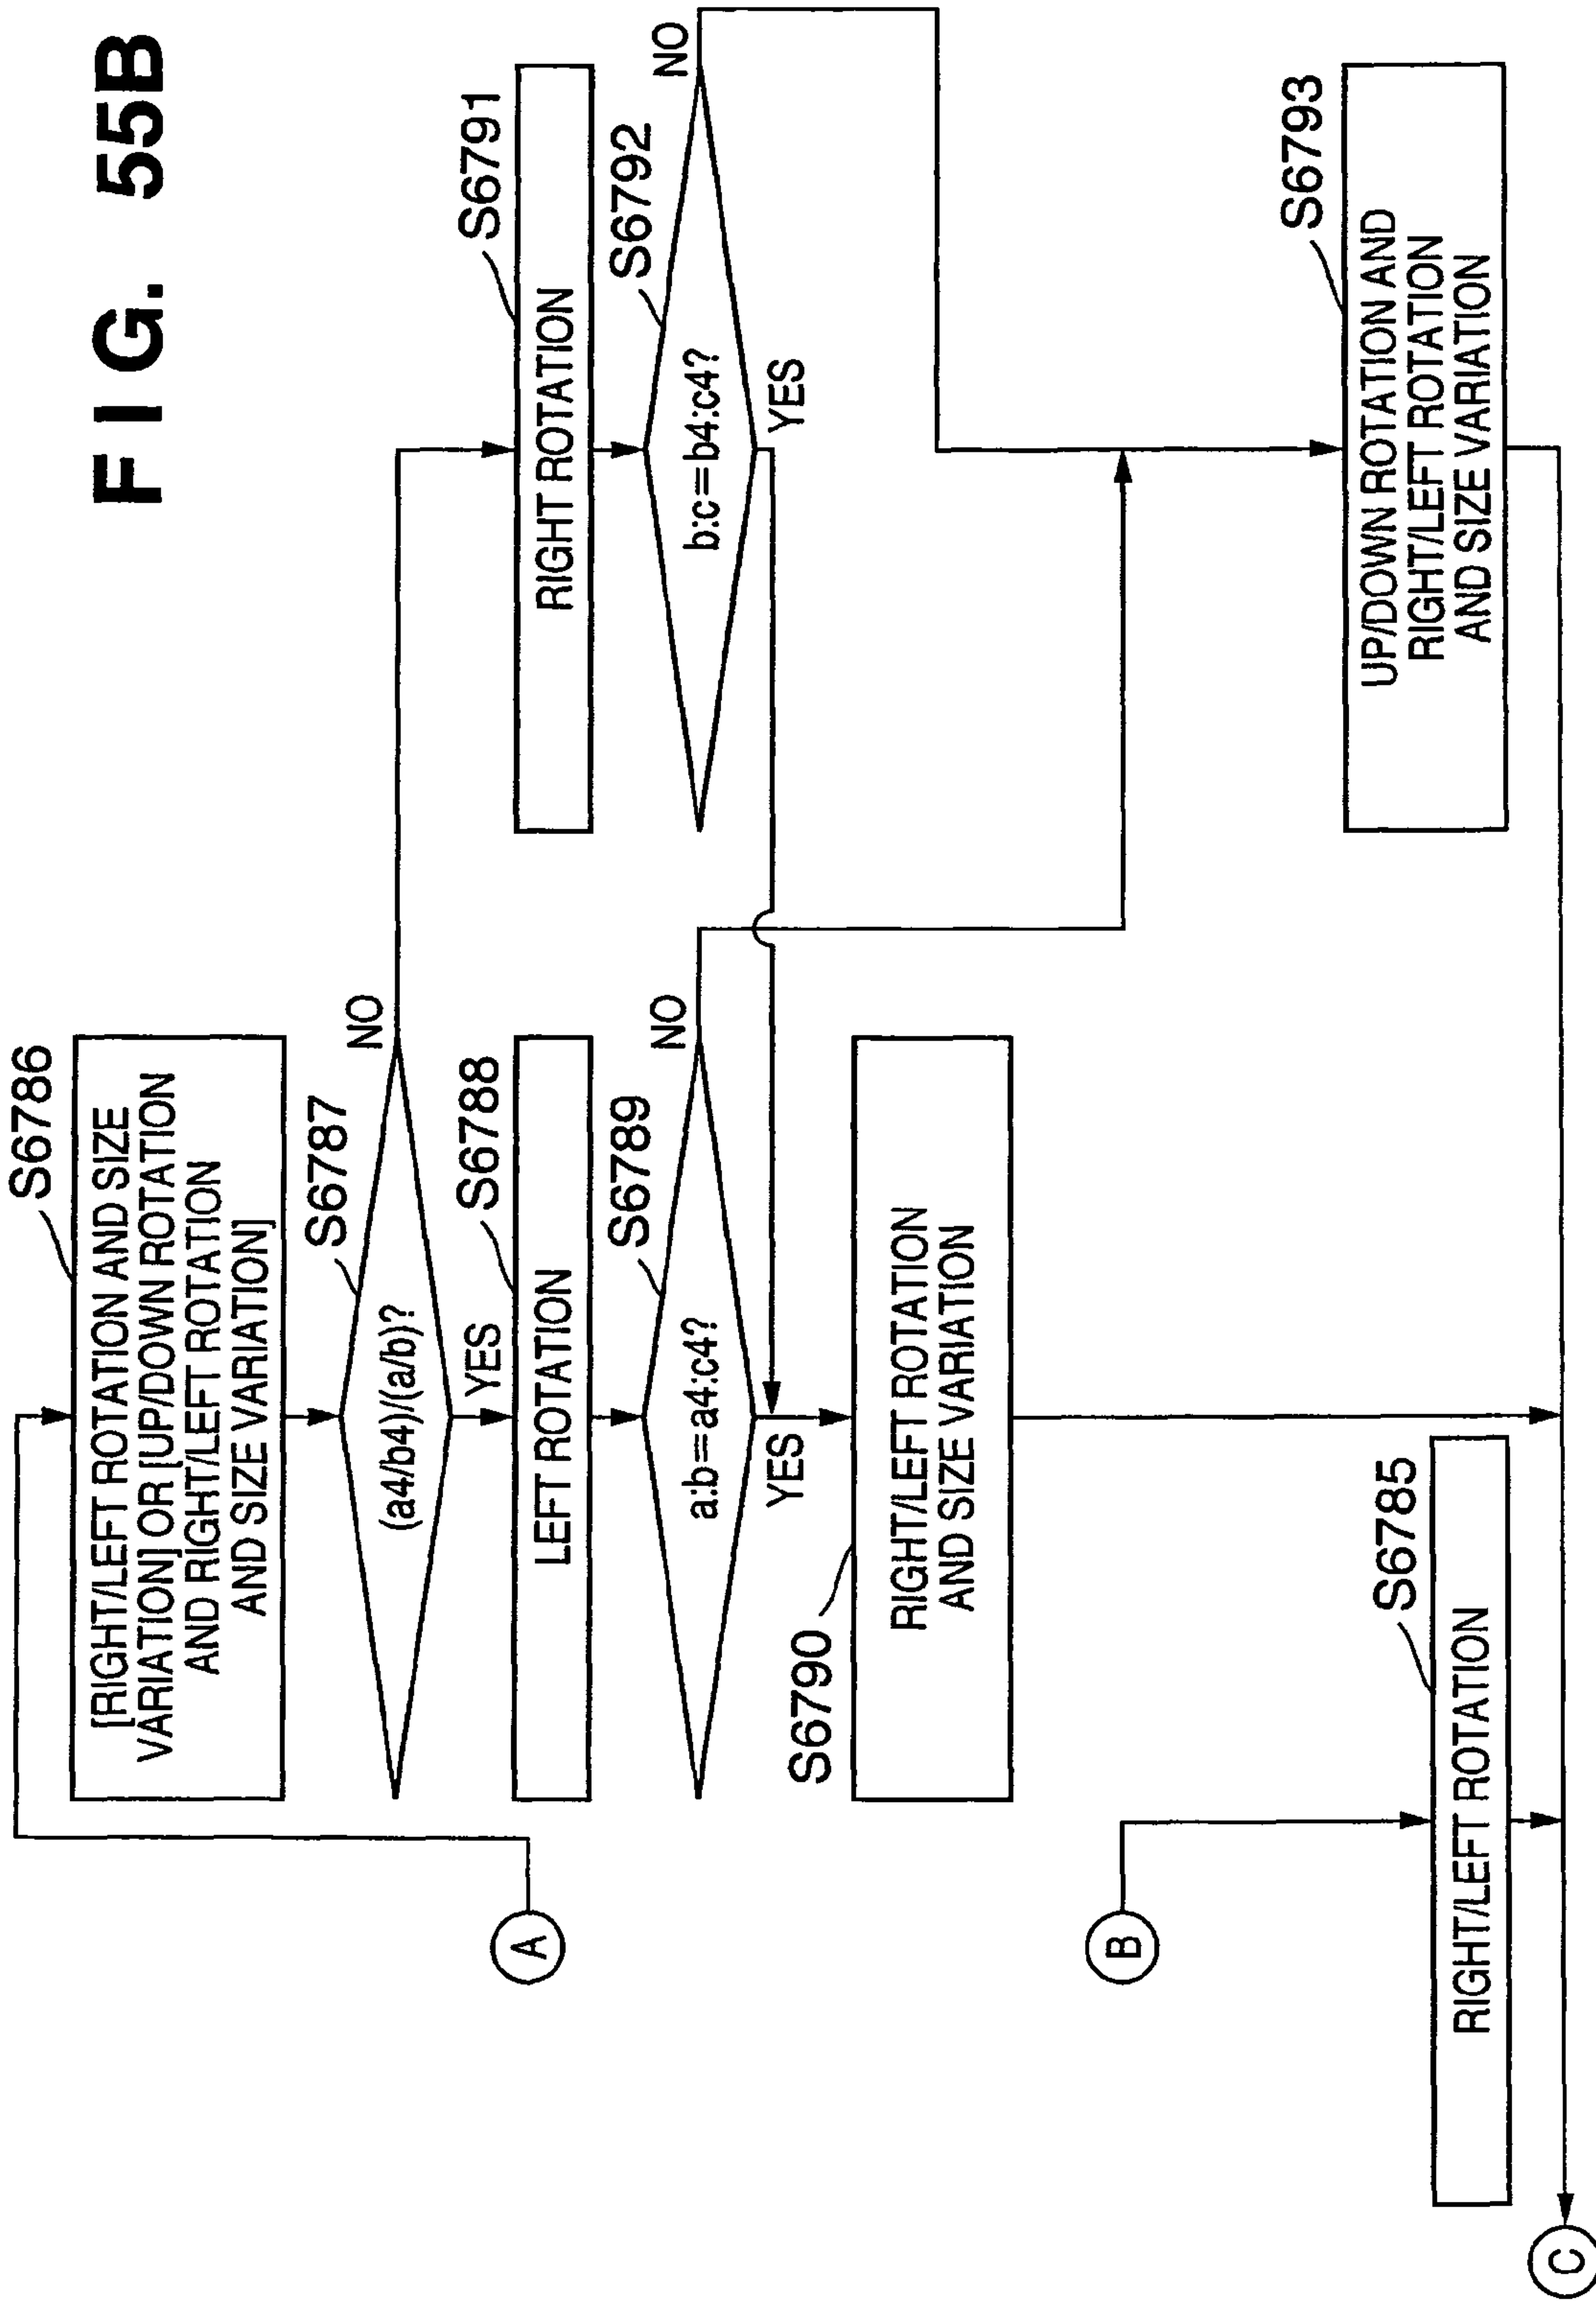 FIG. 55B
S6786
[RIGHT/LEFT ROTATION AND SIZE
VARIATION] OR [UP/DOWN ROTATION
AND RIGHT/LEFT ROTATION
AND SIZE VARIATION]
S6787
(a4/b4)/(a/b)?
NO
YES
S6788
LEFT ROTATION
S6789
a:b=a4:c4?
NO
YES
S6790
RIGHT/LEFT ROTATION
AND SIZE VARIATION
S6791
RIGHT ROTATION
S6792
b:c=b4:c4?
NO
YES
S6793
UP/DOWN ROTATION AND
RIGHT/LEFT ROTATION
AND SIZE VARIATION
A
B
S6785
RIGHT/LEFT ROTATION
C